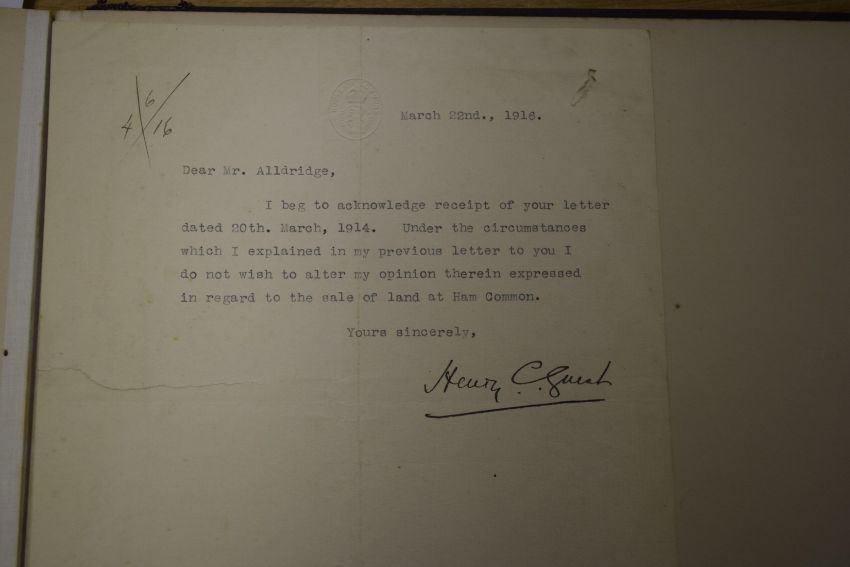 6
4 16
March 22nd., 1916.
Dear Mr. Alldridge,
I beg to acknowledge receipt of your letter
dated 20th. March, 1914. Under the circumstances
which I explained in my previous letter to you I
do not wish to alter my opinion therein expressed
in regard to the sale of land at Ham Common.
Yours sincerely,
Henry C. Guest